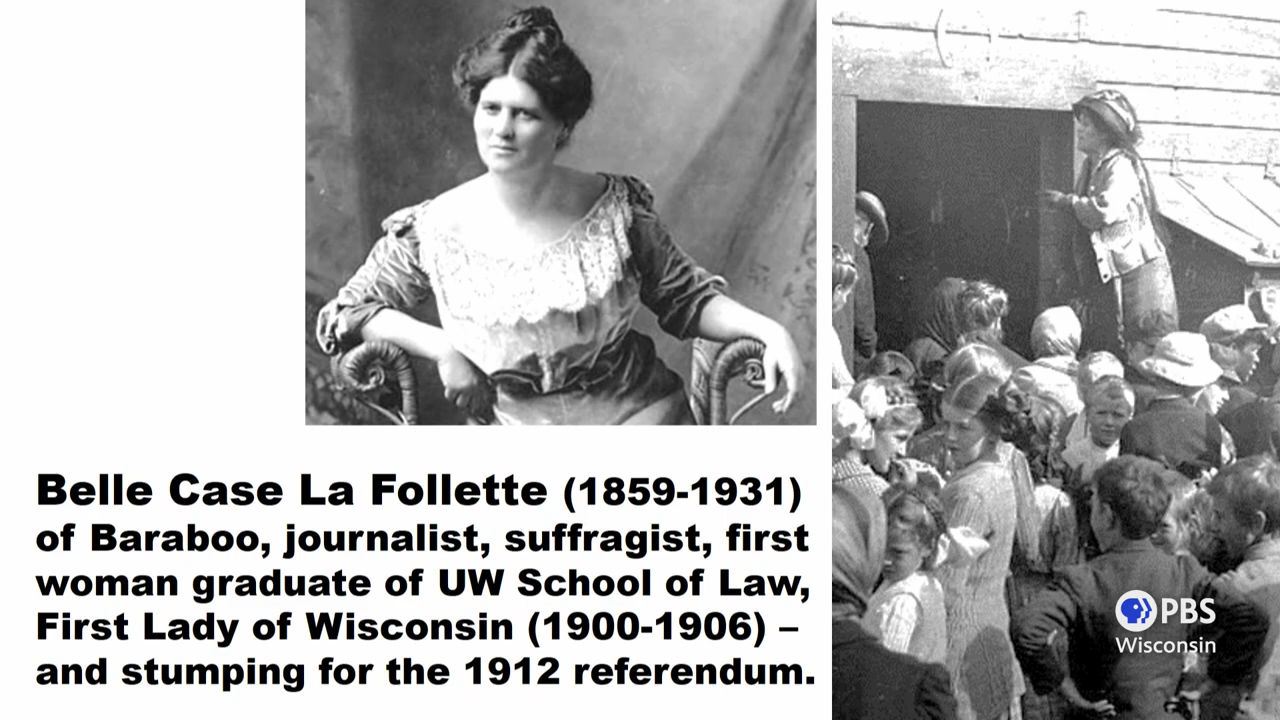 Belle Case La Follette (1859-1931)
of Baraboo, journalist, suffragist, first
woman graduate of UW School of Law,
First Lady of Wisconsin (1900-1906) –
and stumping for the 1912 referendum.
PBS
Wisconsin